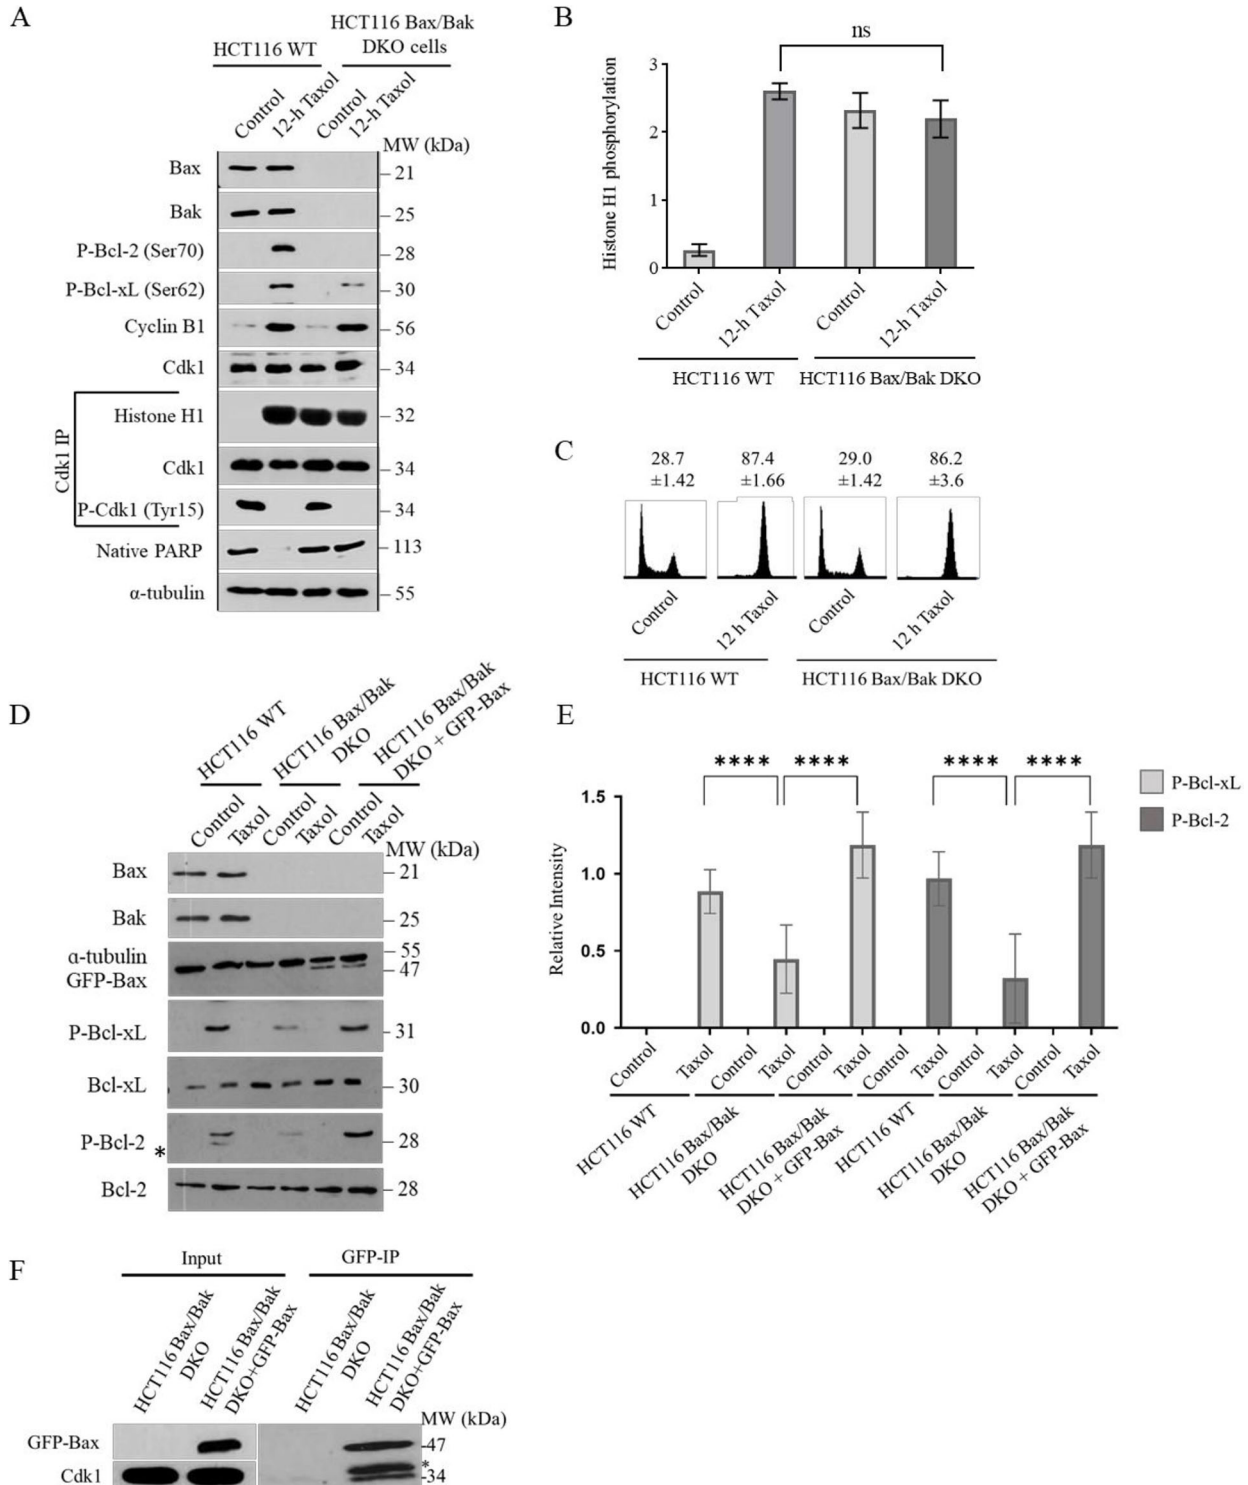 A
HCT116 WT
HCT116 Bax/Bak
DKO cells
Control
12-h Taxol
Control
12-h Taxol
MW (kDa)
Bax
21
Bak
25
P-Bcl-2 (Ser70)
28
P-Bcl-xL (Ser62)
30
Cyclin B1
56
Cdk1
34
Cdk1 IP
Histone H1
32
Cdk1
34
P-Cdk1 (Tyr15)
34
Native PARP
113
α-tubulin
55
B
ns
Histone H1 phosphorylation
3
2
1
0
Control
12-h Taxol
Control
12-h Taxol
HCT116 WT
HCT116 Bax/Bak DKO
C
28.7
±1.42
87.4
±1.66
29.0
±1.42
86.2
±3.6
Control
12 h Taxol
Control
12 h Taxol
HCT116 WT
HCT116 Bax/Bak DKO
D
HCT116 WT
HCT116 Bax/Bak
DKO
HCT116 Bax/Bak
DKO + GFP-Bax
Control
Taxol
Control
Taxol
Control
Taxol
MW (kDa)
Bax
21
Bak
25
α-tubulin
55
GFP-Bax
47
P-Bcl-xL
31
Bcl-xL
30
P-Bcl-2
28
*
Bcl-2
28
E
****
****
****
****
P-Bcl-xL
P-Bcl-2
Relative Intensity
1.5
1.0
0.5
0.0
Control
Taxol
Control
Taxol
Control
Taxol
Control
Taxol
Control
Taxol
Control
Taxol
HCT116 WT
HCT116 Bax/Bak
DKO
HCT116 Bax/Bak
DKO + GFP-Bax
HCT116 WT
HCT116 Bax/Bak
DKO
HCT116 Bax/Bak
DKO + GFP-Bax
F
Input
GFP-IP
HCT116 Bax/Bak
DKO
HCT116 Bax/Bak
DKO+GFP-Bax
HCT116 Bax/Bak
DKO
HCT116 Bax/Bak
DKO+GFP-Bax
MW (kDa)
GFP-Bax
47
*
Cdk1
34